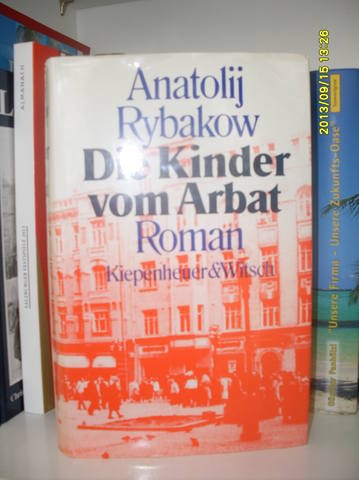 Anatolij
Rybakow
Die Kinder
vom Arbat
Roman
Kiepenheuer&Witsch
2013/09/15 13:26
ALMANACH
"Unsere Firma - Unsere Zukunfts-Oase"